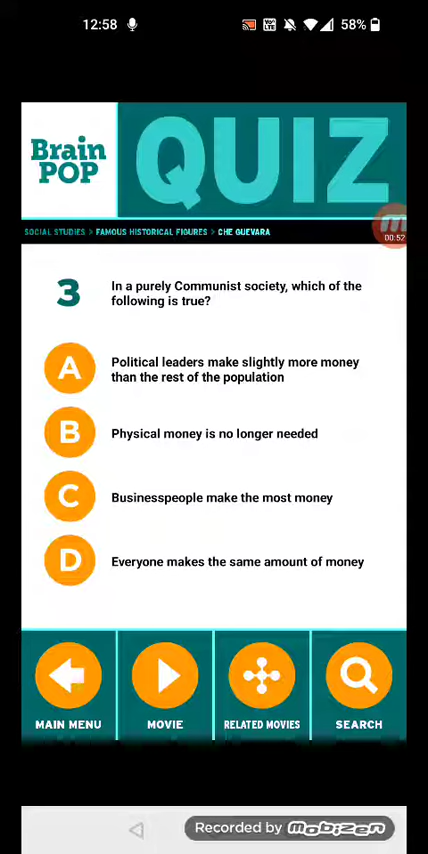 12:58
58%
Brain
POP
QUIZ
SOCIAL STUDIES > FAMOUS HISTORICAL FIGURES > CHE GUEVARA
00:52
3
In a purely Communist society, which of the
following is true?
A
Political leaders make slightly more money
than the rest of the population
B
Physical money is no longer needed
C
Businesspeople make the most money
D
Everyone makes the same amount of money
MAIN MENU
MOVIE
RELATED MOVIES
SEARCH
Recorded by Mobizen